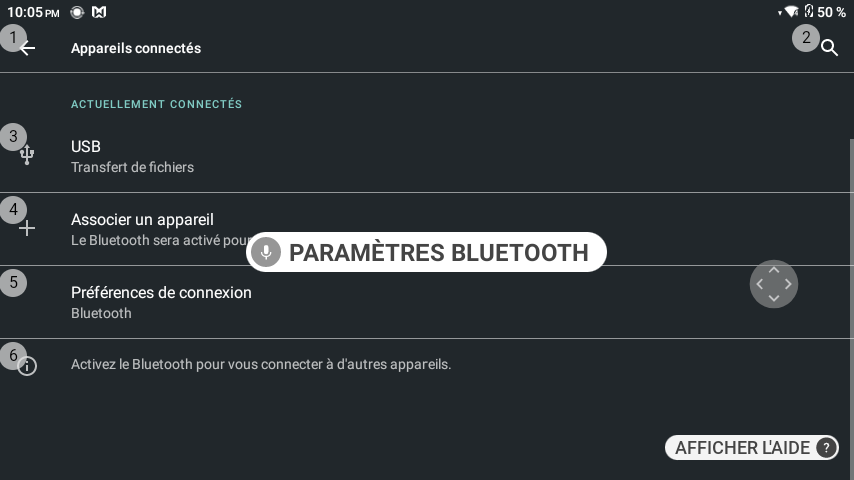 10:05 PM
50 %
1
Appareils connectés
2
ACTUELLEMENT CONNECTÉS
3
USB
Transfert de fichiers
4
Associer un appareil
Le Bluetooth sera activé pour
PARAMÈTRES BLUETOOTH
5
Préférences de connexion
Bluetooth
6
Activez le Bluetooth pour vous connecter à d'autres appareils.
AFFICHER L'AIDE ?